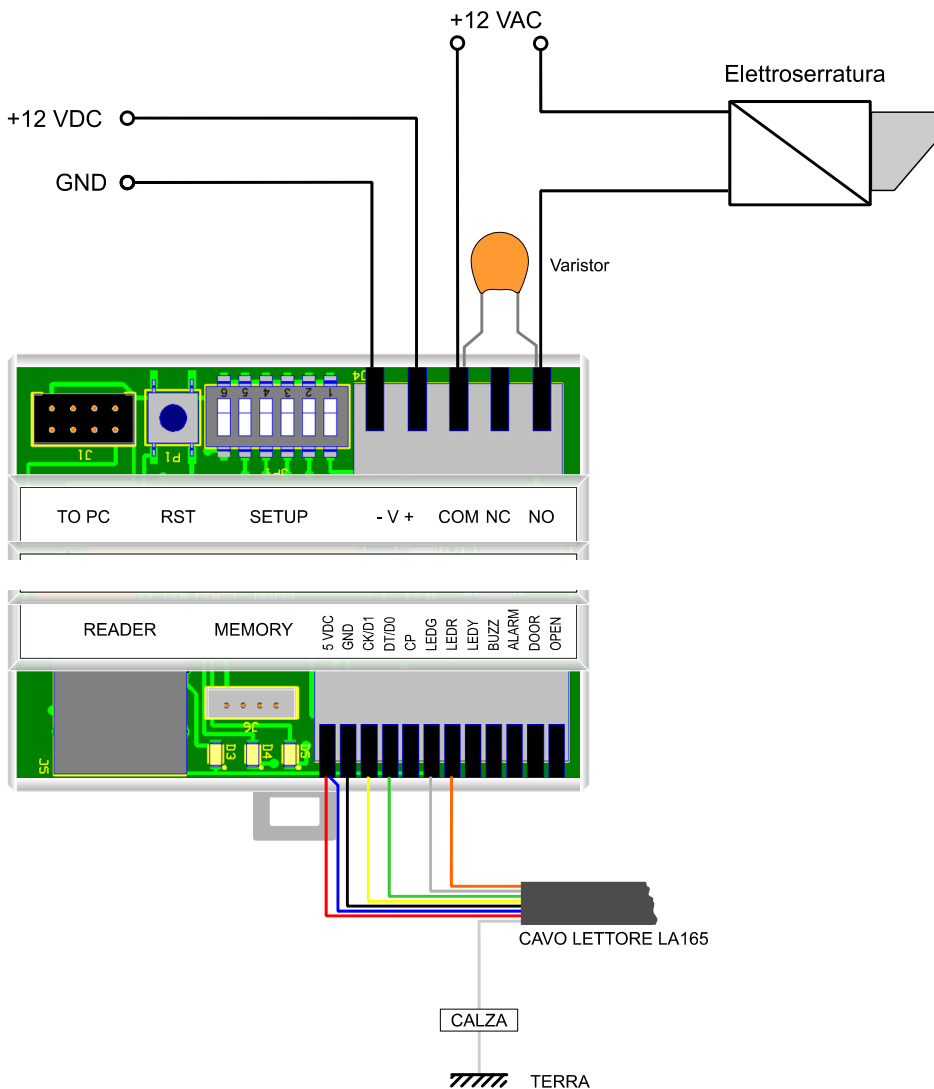 +12 VAC
Elettroserratura
+12 VDC
GND
Varistor
J4
6 5 4 3 2 1
J1
P1
JP1
TO PC RST SETUP - V + COM NC NO
READER MEMORY 5 VDC GND CK/D1 DT/D0 CP LEDG LEDR LEDY BUZZ ALARM DOOR OPEN
J6
J5 D3 D4 D5
CAVO LETTORE LA165
CALZA
TERRA